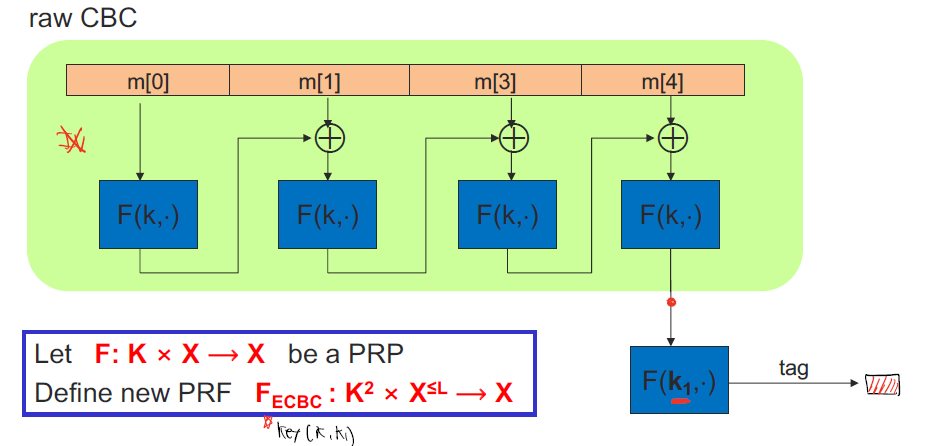 raw CBC
m[0] m[1] m[3] m[4]
F(k,·) F(k,·) F(k,·) F(k,·)
Let F: K × X ⟶ X be a PRP
Define new PRF F_ECBC : K² × X^≤L ⟶ X
F(k₁,·) tag
key (k, k₁)